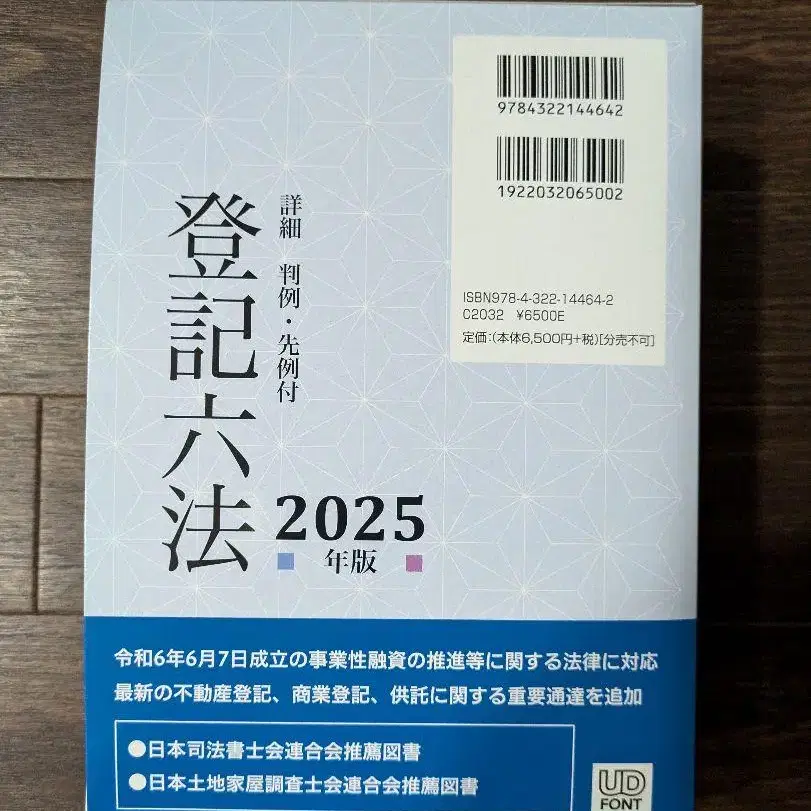 9784322144642
1922032065002
ISBN978-4-322-14464-2
C2032 ¥6500E
定価:(本体6,500円+税)[分売不可]
詳細 判例・先例付
登記六法
2025
年版
令和6年6月7日成立の事業性融資の推進等に関する法律に対応
最新の不動産登記、商業登記、供託に関する重要通達を追加
●日本司法書士会連合会推薦図書
●日本土地家屋調査士会連合会推薦図書
UD
FONT